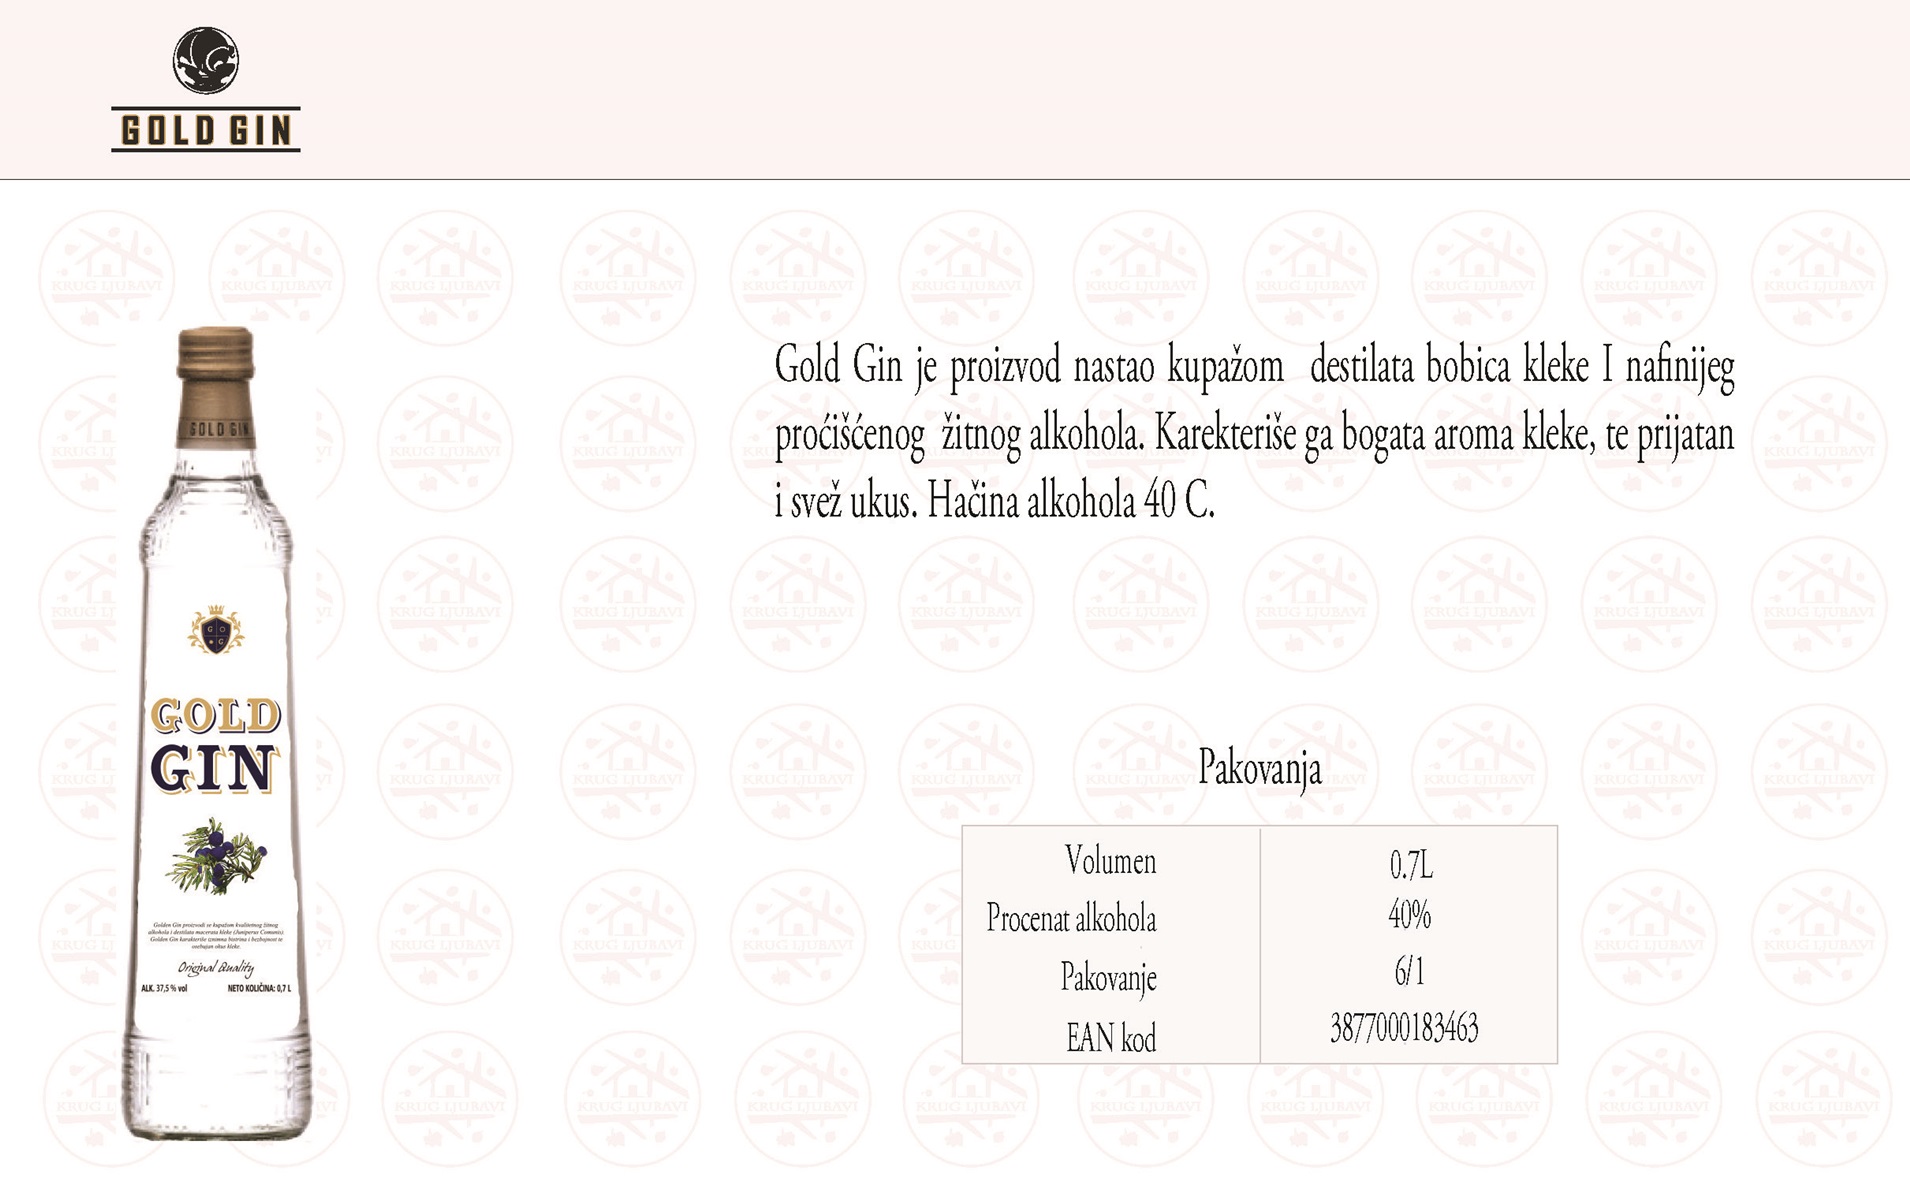 GOLD GIN
Gold Gin je proizvod nastao kupažom destilata bobica kleke I nafinijeg
proćišćenog žitnog alkohola. Karekteriše ga bogata aroma kleke, te prijatan
i svež ukus. Hačina alkohola 40 C.
GOLD GIN
G O
G
GOLD
GIN
Golden Gin proizvodi se kupažom kvalitetnog žitnog
alkohola i destilata macerata kleke (Juniperus Comunis)
Golden Gin karakteriše izuzetna bistrina i bezbojnost te
uobičajan okus kleke.
Original Quality
ALK. 37,5 % vol NETO KOLIČINA: 0,7 L
Pakovanja
Volumen 0.7L
Procenat alkohola 40%
Pakovanje 6/1
EAN kod 3877000183463
KRUG LJUBAVI